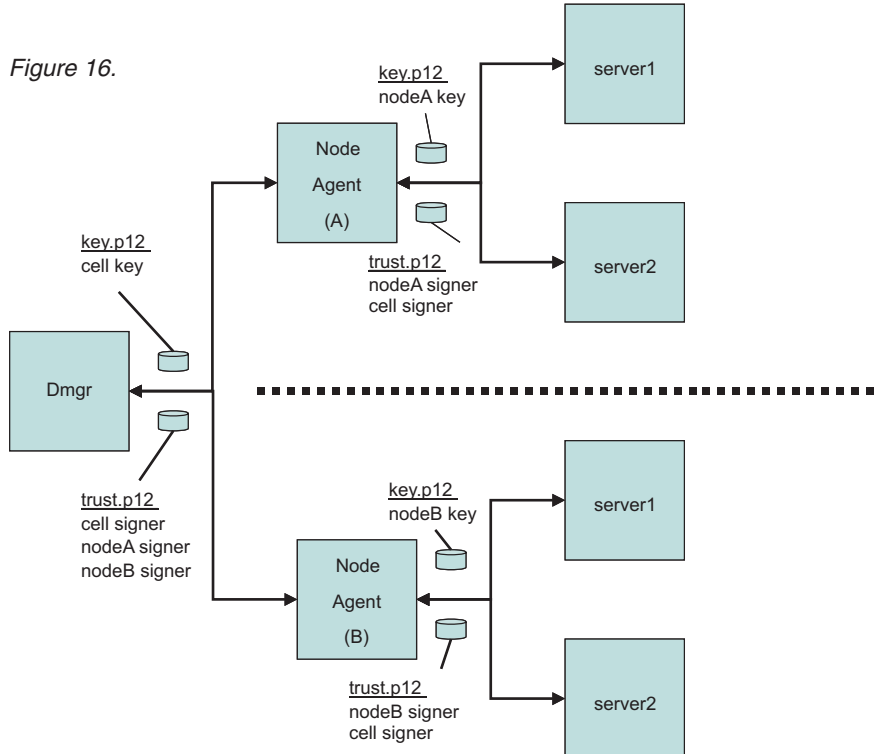 Figure 16.
key.p12
nodeA key
server1
Node
Agent
(A)
trust.p12
nodeA signer
cell signer
server2
key.p12
cell key
Dmgr
trust.p12
cell signer
nodeA signer
nodeB signer
key.p12
nodeB key
server1
Node
Agent
(B)
trust.p12
nodeB signer
cell signer
server2